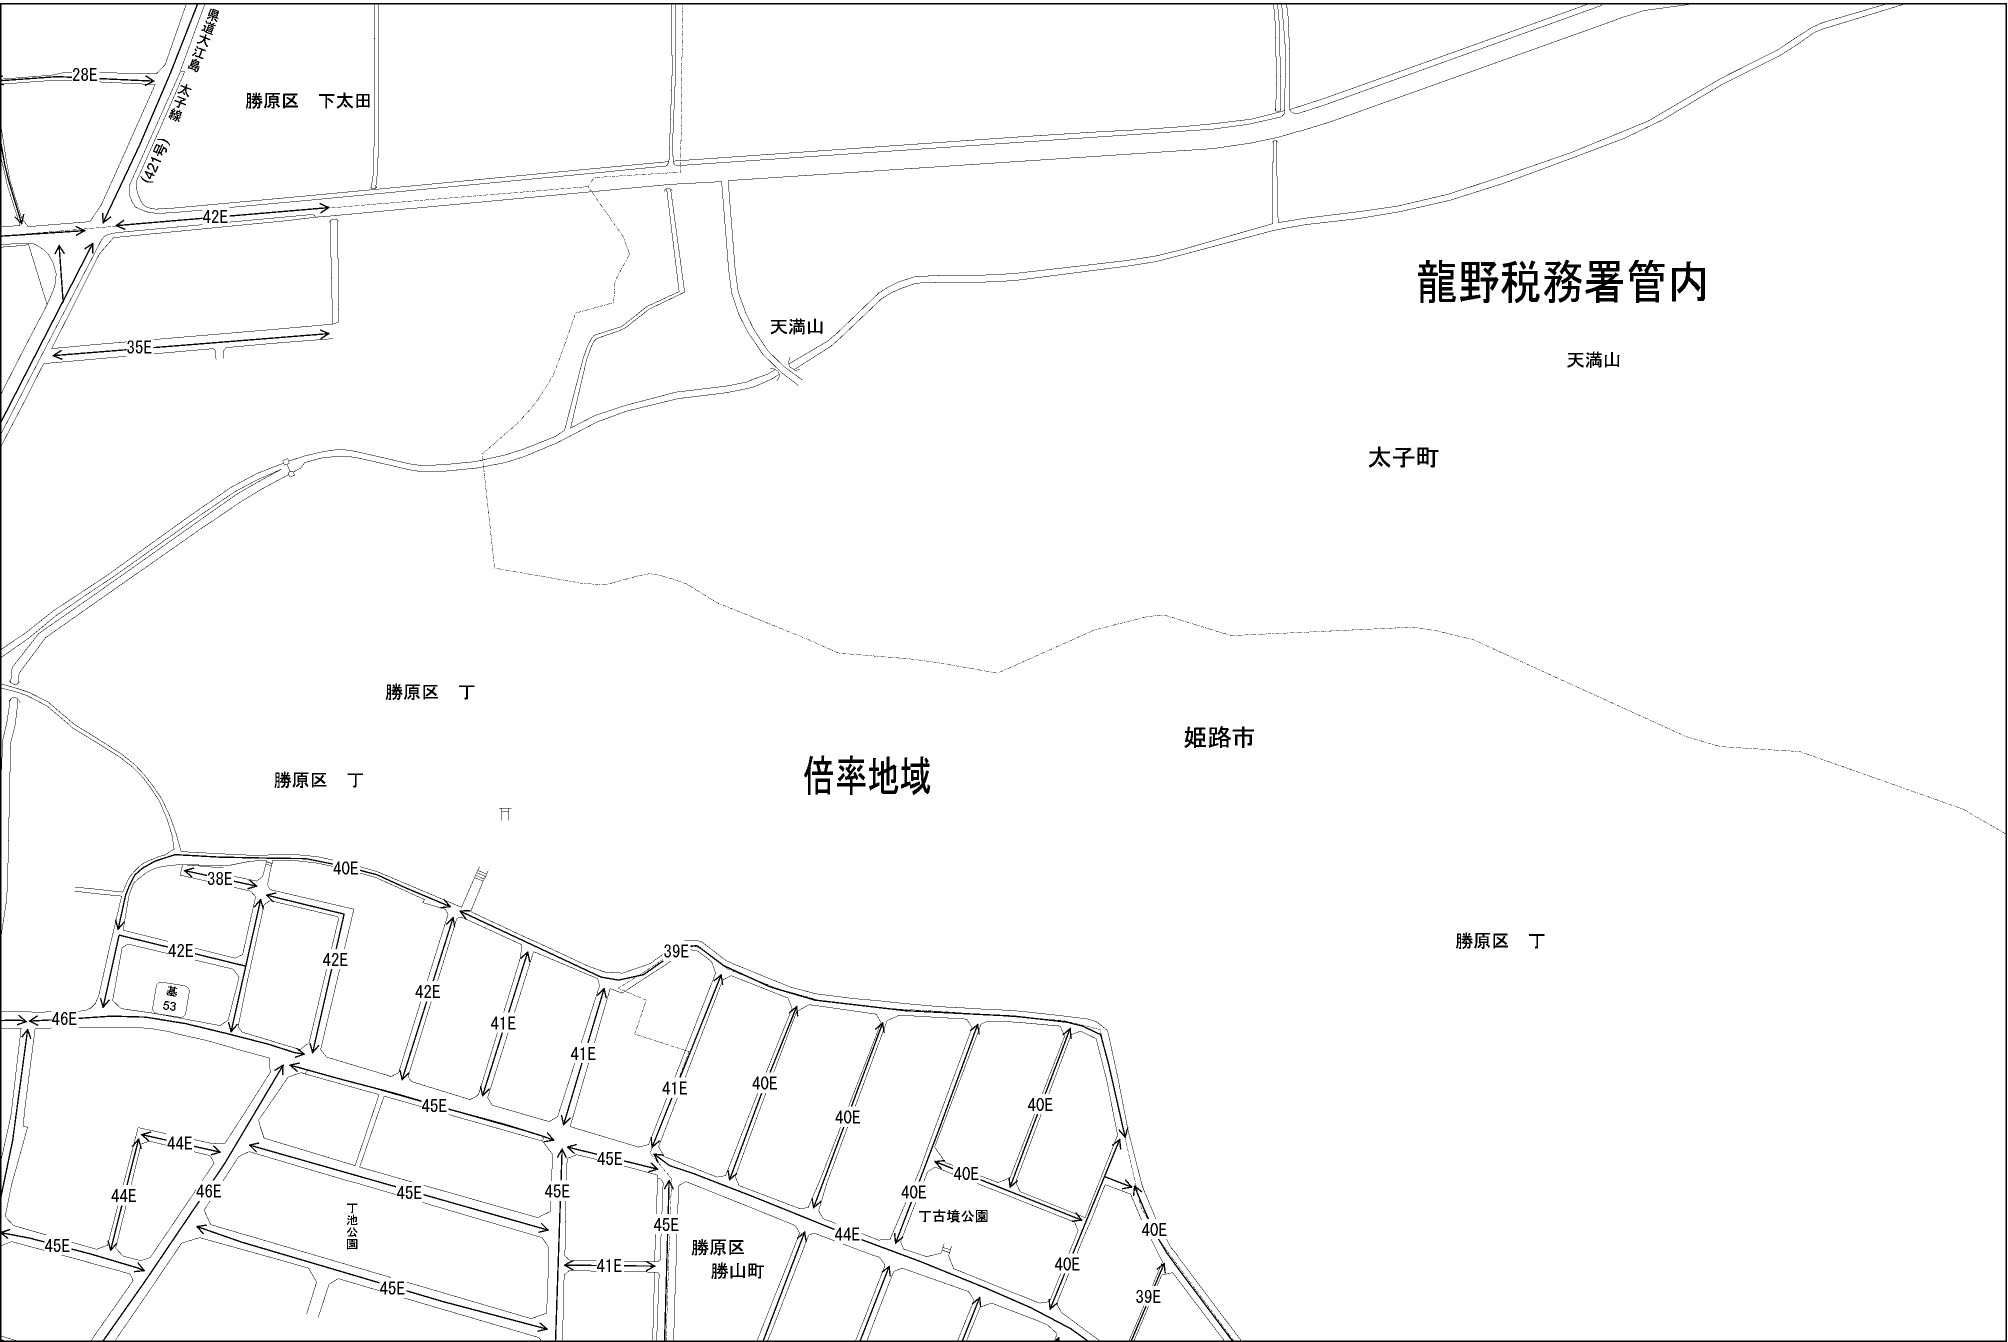 県道大江島　太子線
(421号)
28E
勝原区　下太田
42E
龍野税務署管内
天満山
35E
天満山
太子町
勝原区　丁
姫路市
倍率地域
勝原区　丁
40E
38E
勝原区　丁
42E
42E
39E
42E
基
53
46E
41E
41E
41E
40E
45E
40E
40E
44E
45E
40E
44E
46E
45E
45E
40E
丁池公園
45E
丁古墳公園
44E
40E
45E
勝原区
勝山町
41E
40E
45E
39E